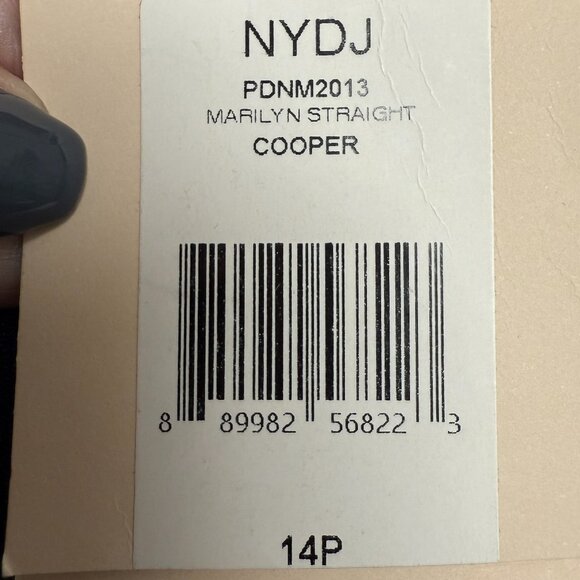 NYDJ
PDNM2013
MARILYN STRAIGHT
COOPER
8 89982 56822 3
14P